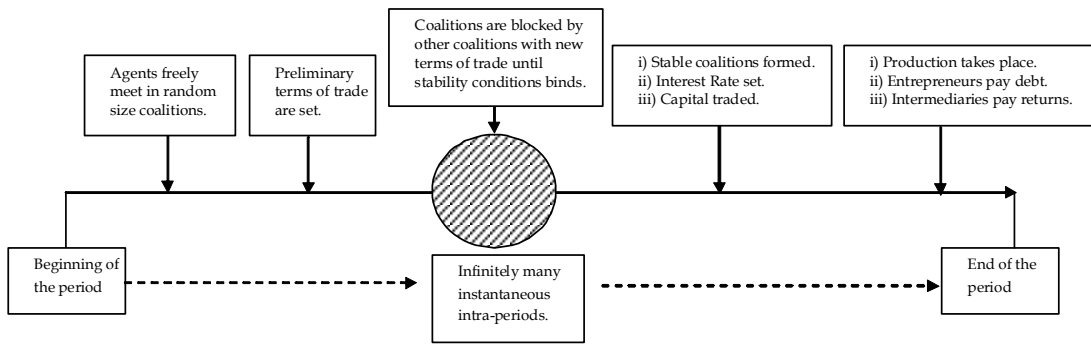 Agents freely
meet in random
size coalitions.
Preliminary
terms of trade
are set.
Coalitions are blocked by
other coalitions with new
terms of trade until
stability conditions binds.
i) Stable coalitions formed.
ii) Interest Rate set.
iii) Capital traded.
i) Production takes place.
ii) Entrepreneurs pay debt.
iii) Intermediaries pay returns.
Beginning of
the period
Infinitely many
instantaneous
intra-periods.
End of the
period